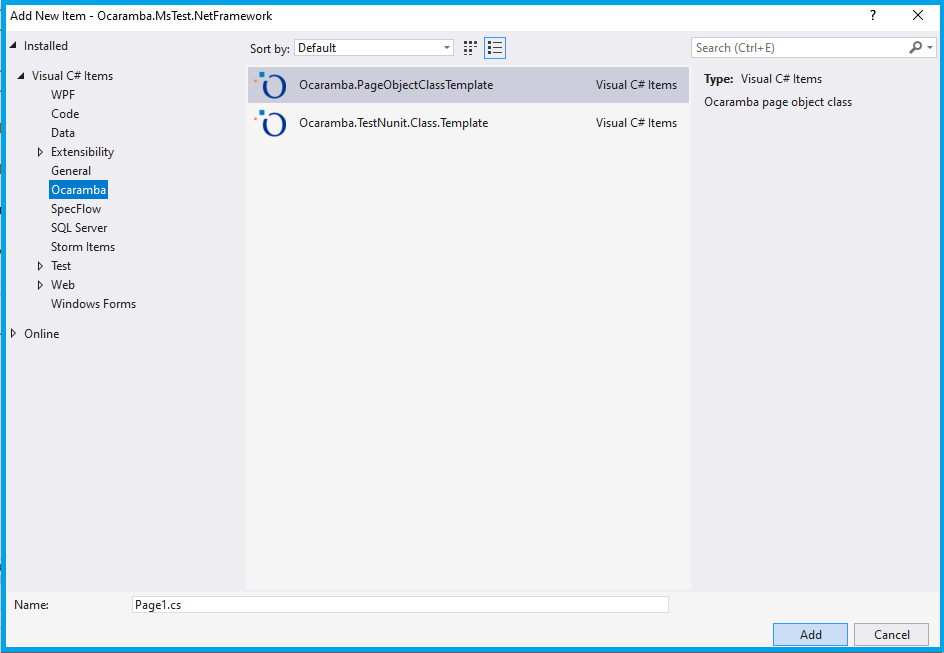 Add New Item - Ocaramba.MsTest.NetFramework ?
Installed
Sort by: Default
Search (Ctrl+E)
Visual C# Items
WPF
Code
Data
Extensibility
General
Ocaramba
SpecFlow
SQL Server
Storm Items
Test
Web
Windows Forms
Online
Ocaramba.PageObjectClassTemplate Visual C# Items
Ocaramba.TestNunit.Class.Template Visual C# Items
Type: Visual C# Items
Ocaramba page object class
Name: Page1.cs
Add Cancel